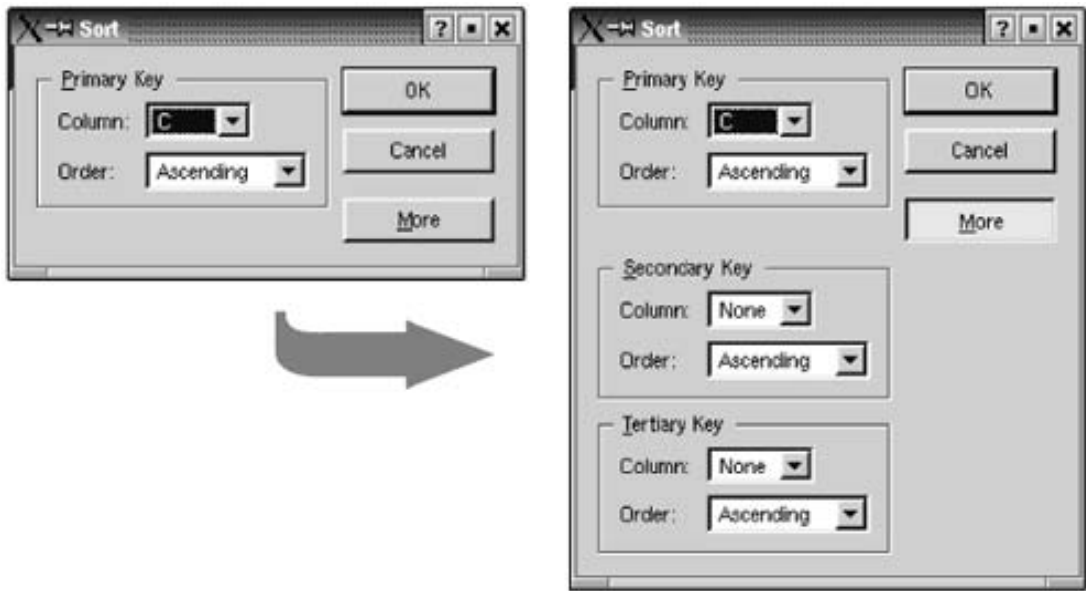 Sort
Primary Key
Column: C
Order: Ascending
OK
Cancel
More
Sort
Primary Key
Column: C
Order: Ascending
OK
Cancel
More
Secondary Key
Column: None
Order: Ascending
Tertiary Key
Column: None
Order: Ascending